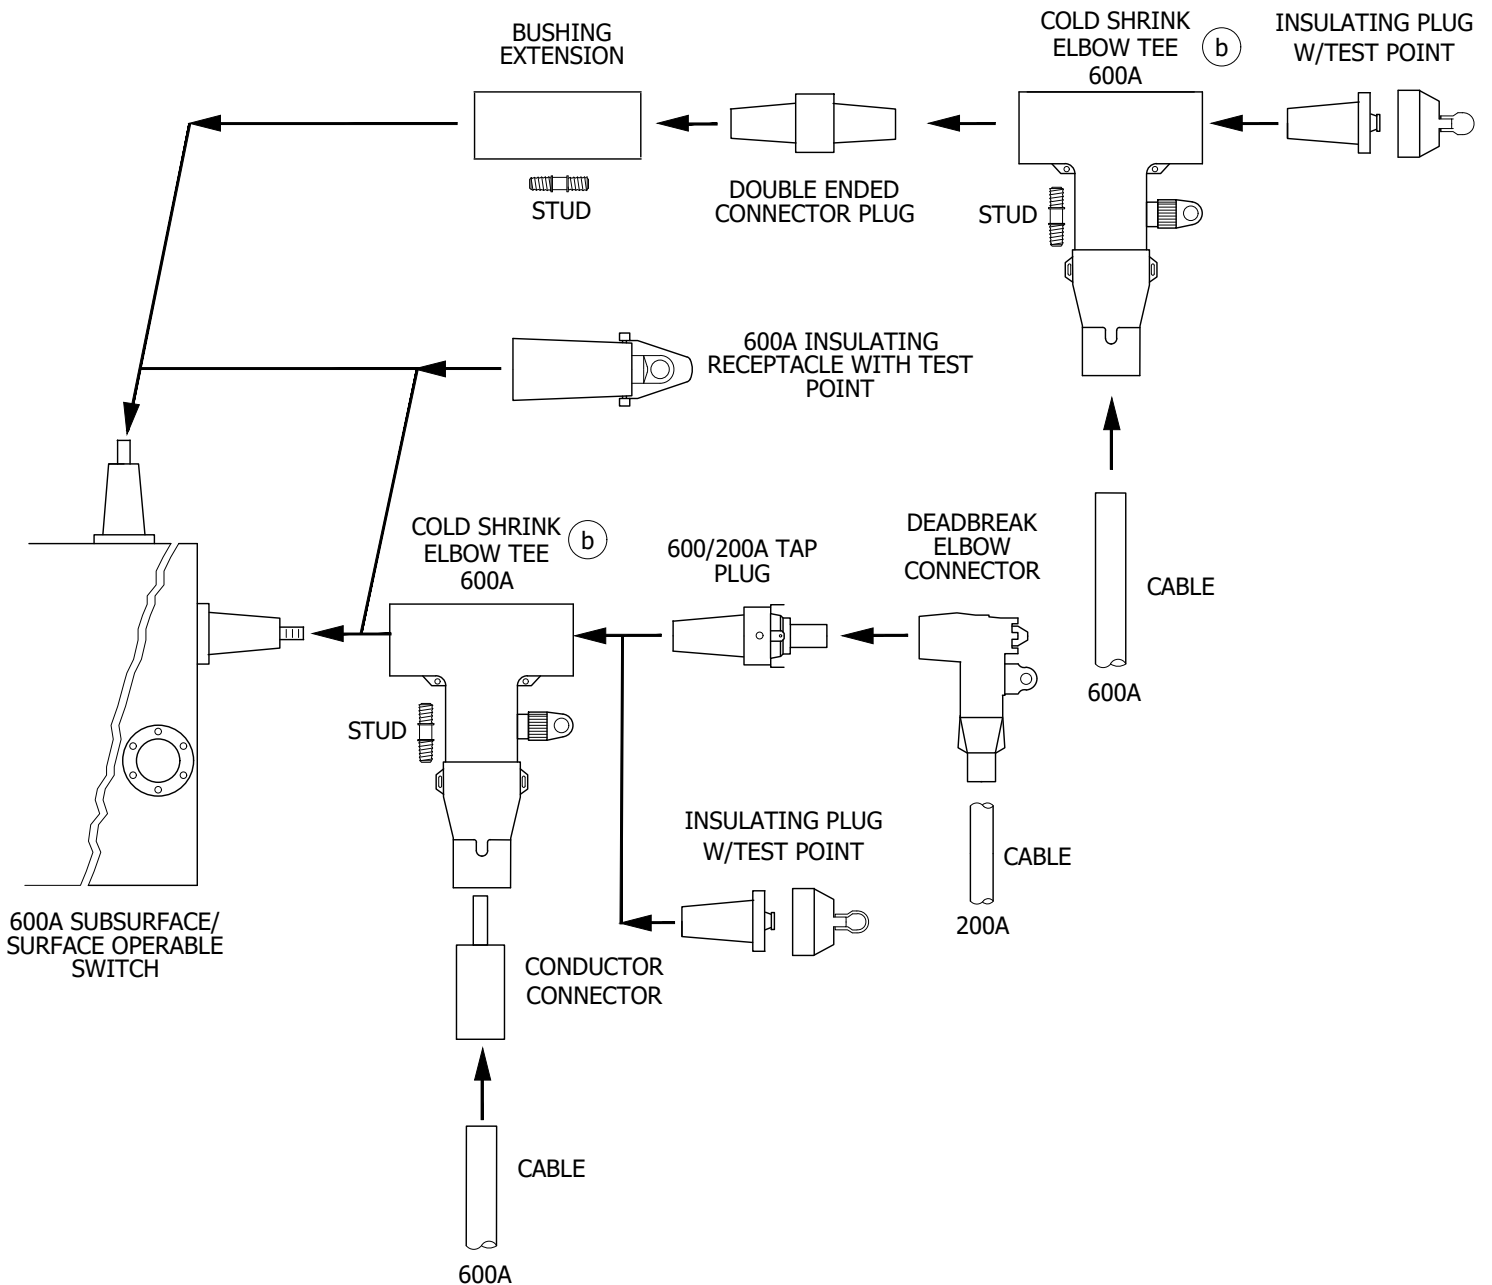 BUSHING
EXTENSION
COLD SHRINK
ELBOW TEE
600A
b
INSULATING PLUG
W/TEST POINT
STUD
DOUBLE ENDED
CONNECTOR PLUG
STUD
600A INSULATING
RECEPTACLE WITH TEST
POINT
COLD SHRINK
ELBOW TEE
600A
b
600/200A TAP
PLUG
DEADBREAK
ELBOW
CONNECTOR
CABLE
600A
STUD
INSULATING PLUG
W/TEST POINT
CABLE
200A
600A SUBSURFACE/
SURFACE OPERABLE
SWITCH
CONDUCTOR
CONNECTOR
CABLE
600A